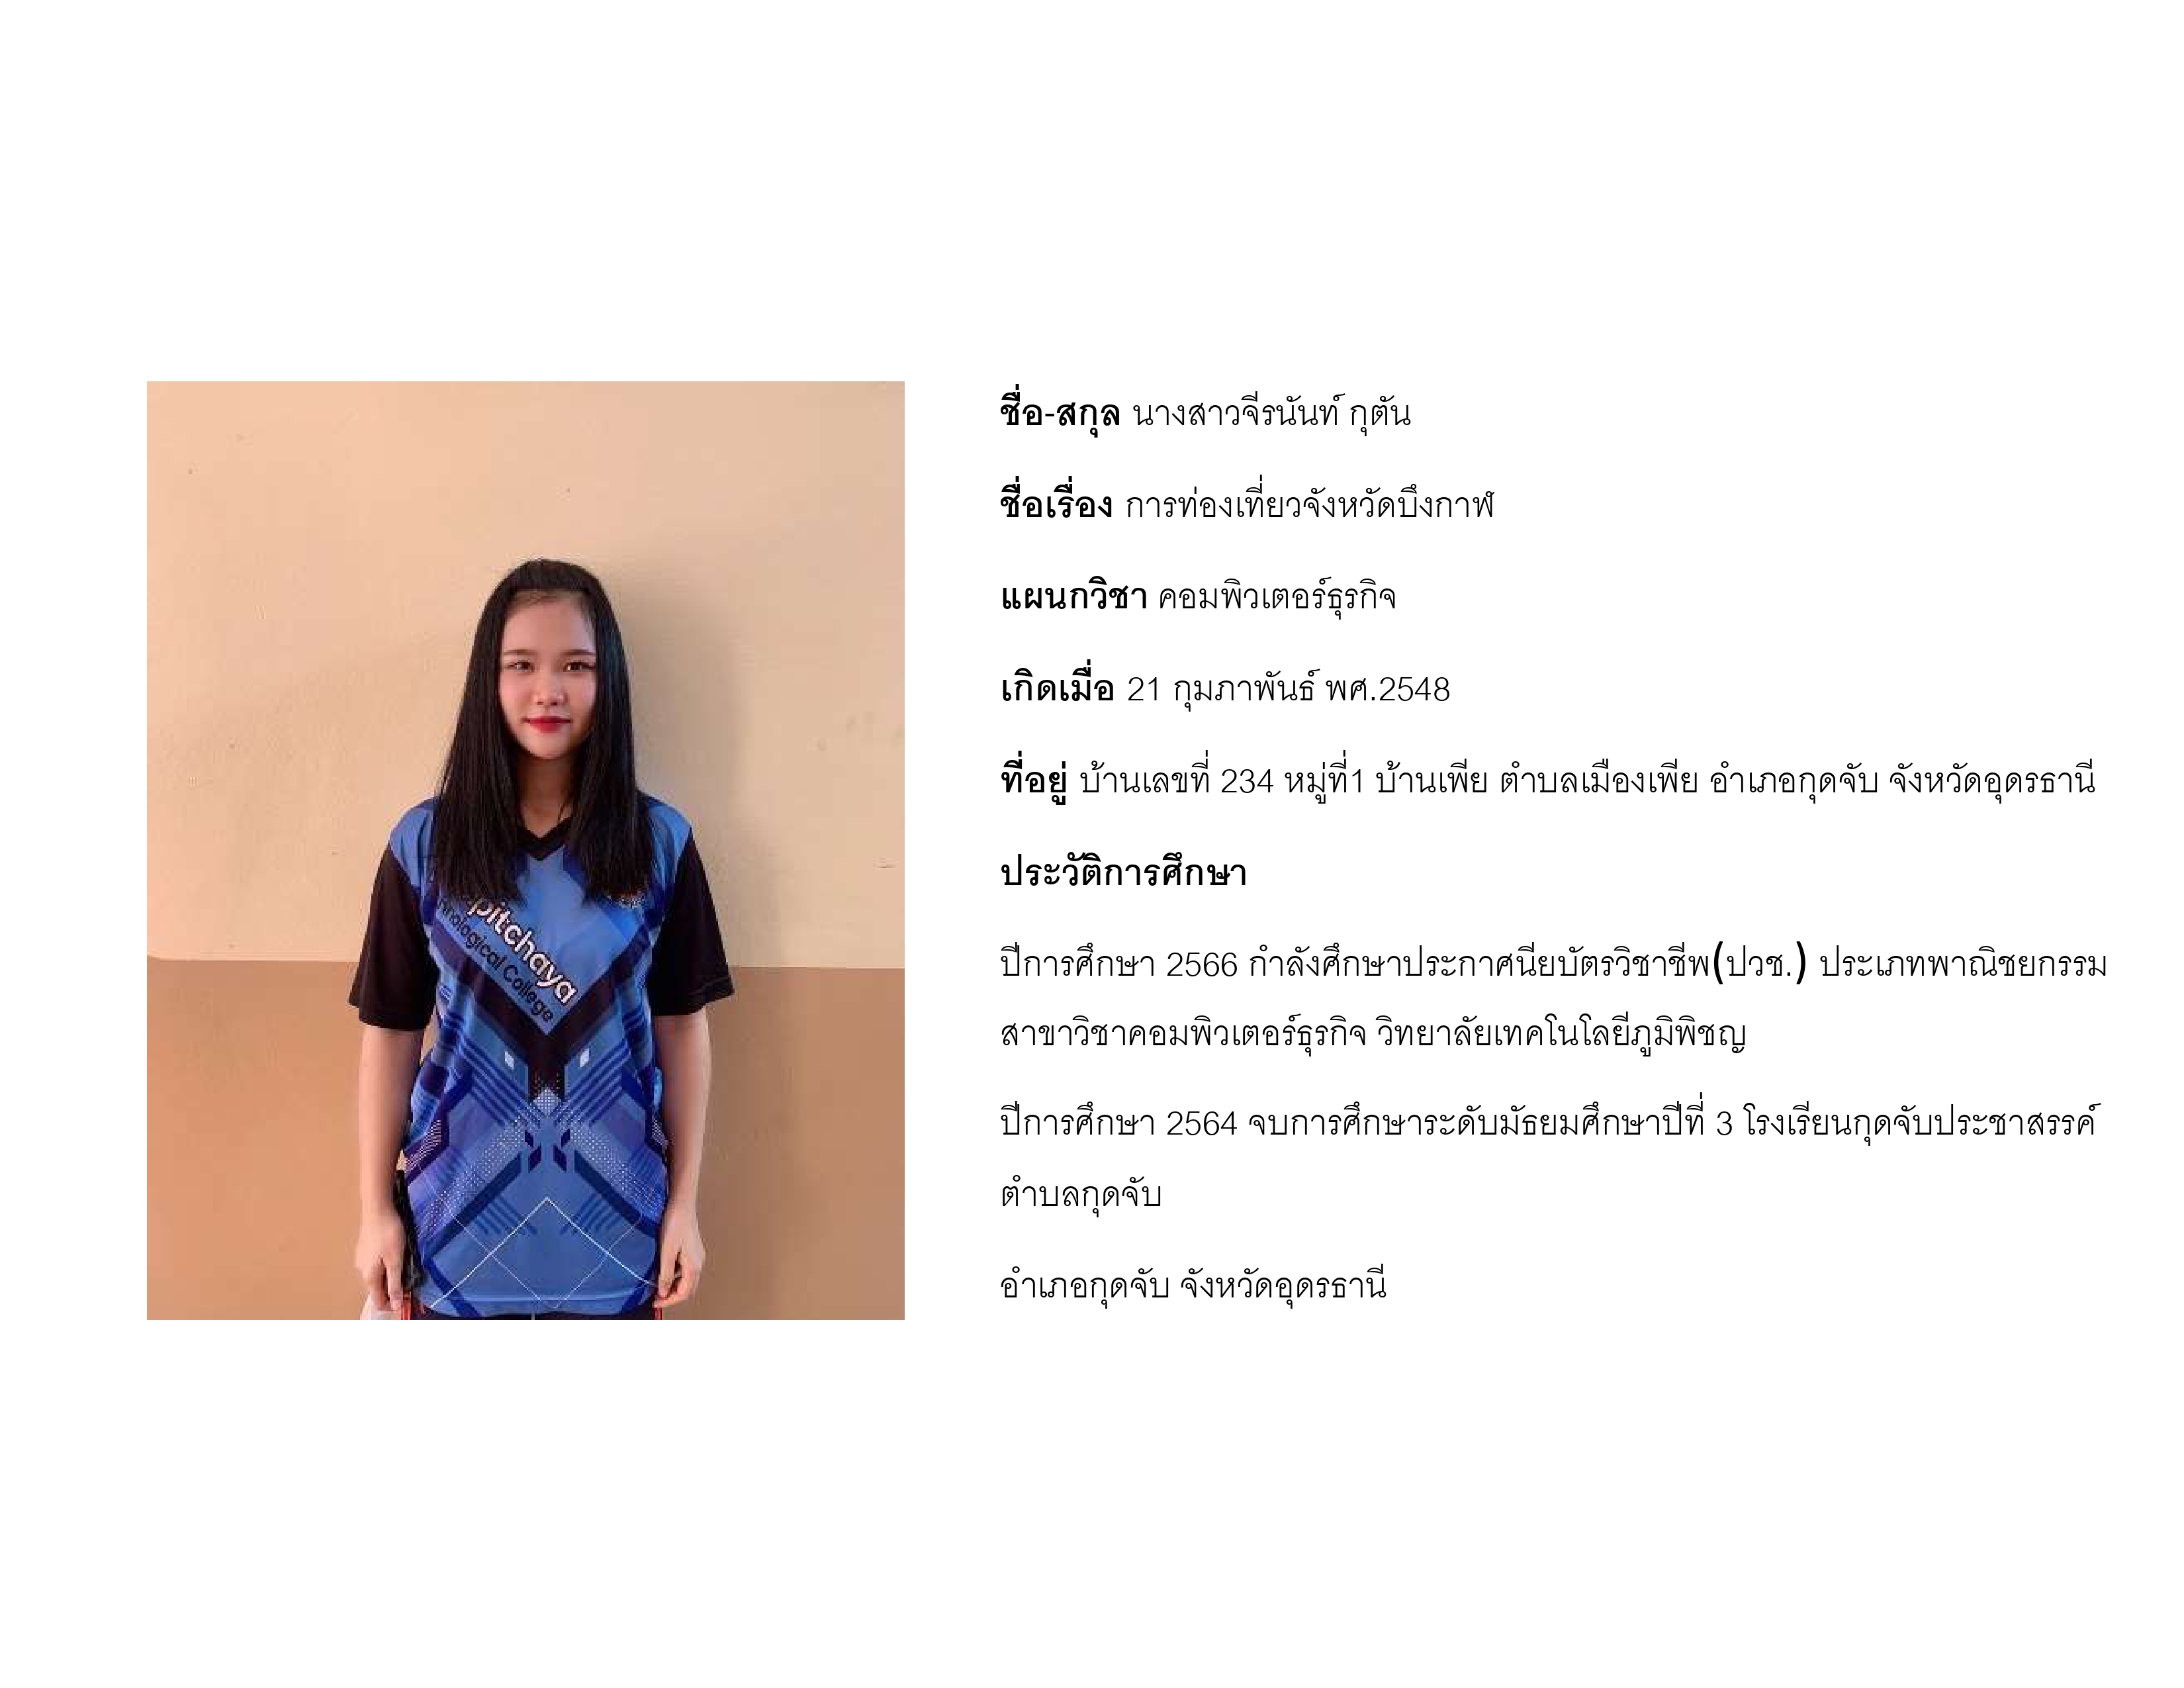 ชื่อ-สกุล นางสาวจีรนันท์ กุตัน
ชื่อเรื่อง การท่องเที่ยวจังหวัดบึงกาฬ
แผนกวิชา คอมพิวเตอร์ธุรกิจ
เกิดเมื่อ 21 กุมภาพันธ์ พศ.2548
ที่อยู่ บ้านเลขที่ 234 หมู่ที่1 บ้านเพีย ตำบลเมืองเพีย อำเภอกุดจับ จังหวัดอุดรธานี
ประวัติการศึกษา
ปีการศึกษา 2566 กำลังศึกษาประกาศนียบัตรวิชาชีพ(ปวช.) ประเภทพาณิชยกรรม
สาขาวิชาคอมพิวเตอร์ธุรกิจ วิทยาลัยเทคโนโลยีภูมิพิชญ
ปีการศึกษา 2564 จบการศึกษาระดับมัธยมศึกษาปีที่ 3 โรงเรียนกุดจับประชาสรรค์
ตำบลกุดจับ
อำเภอกุดจับ จังหวัดอุดรธานี
pitchaya
nological College